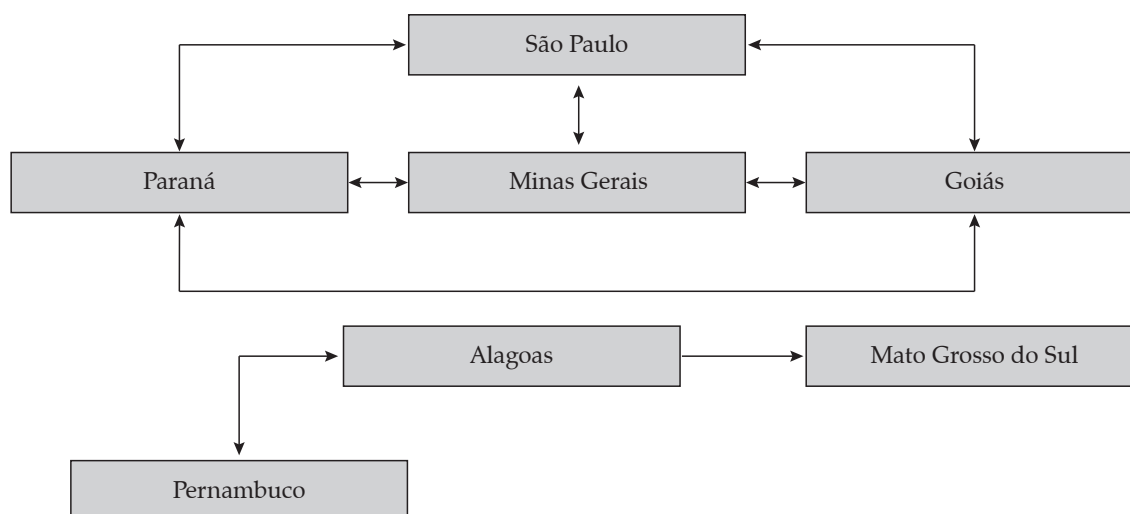 São Paulo
Paraná
Minas Gerais
Goiás
Alagoas
Mato Grosso do Sul
Pernambuco